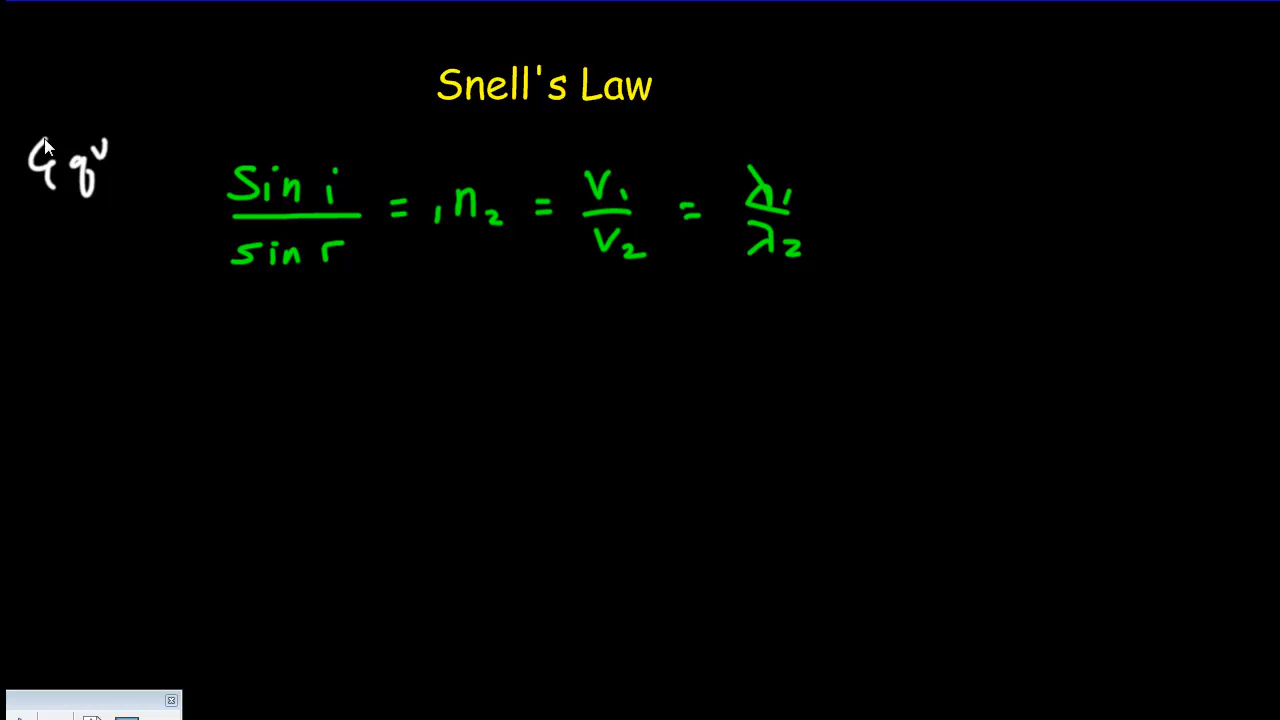 Snell's Law
sin i / sin r = ₁n₂ = v₁ / v₂ = λ₁ / λ₂